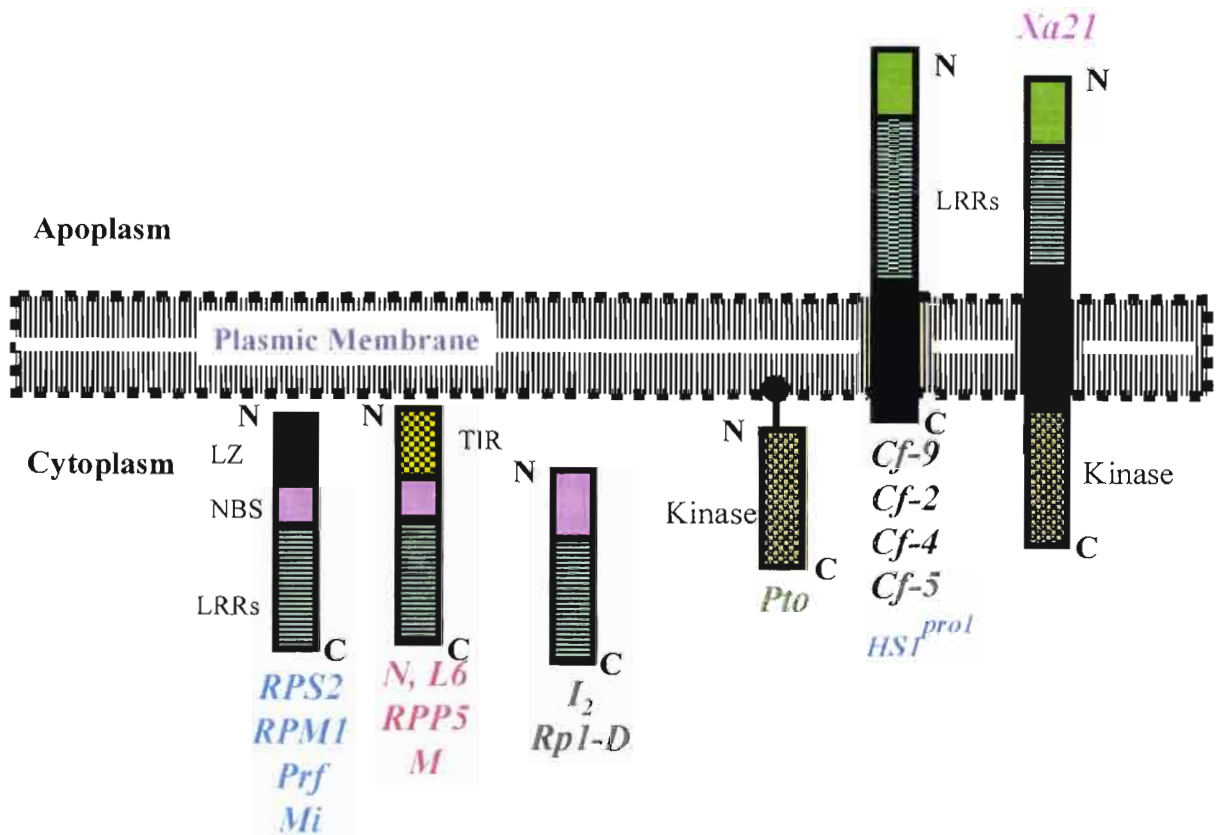 Xa21
N
N
LRRs
Apoplasm
Plasmic Membrane
Cytoplasm
N
LZ
NBS
LRRs
C
RPS2
RPM1
Prf
Mi
N
TIR
C
N, L6
RPP5
M
N
C
I2
Rp1-D
N
Kinase
C
Pto
C
Cf-9
Cf-2
Cf-4
Cf-5
HS1pro1
Kinase
C